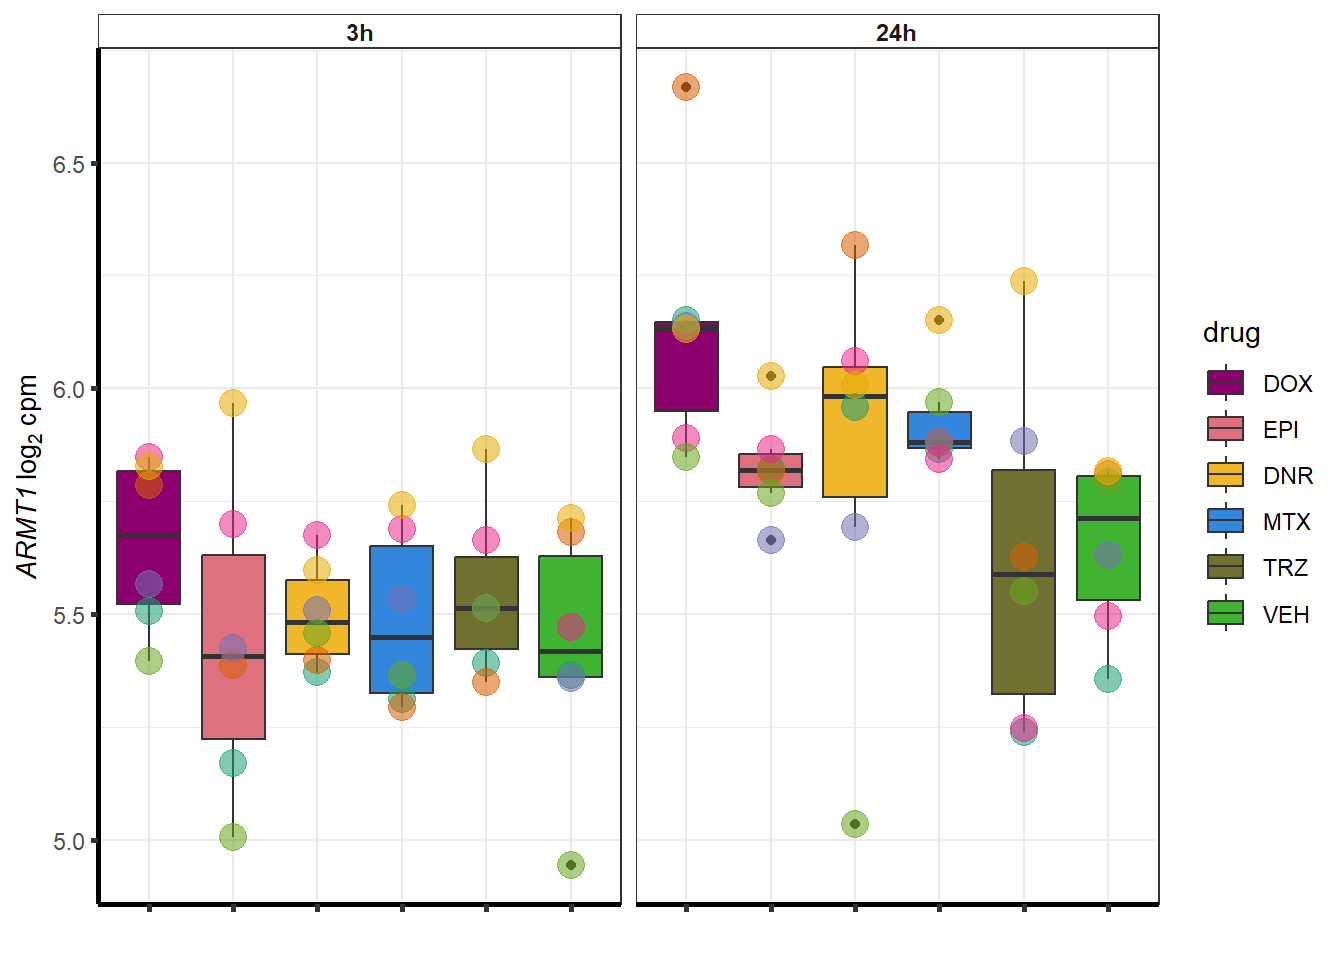 3h
24h
6.5
6.0
5.5
5.0
ARMT1 log₂ cpm
drug
DOX
EPI
DNR
MTX
TRZ
VEH